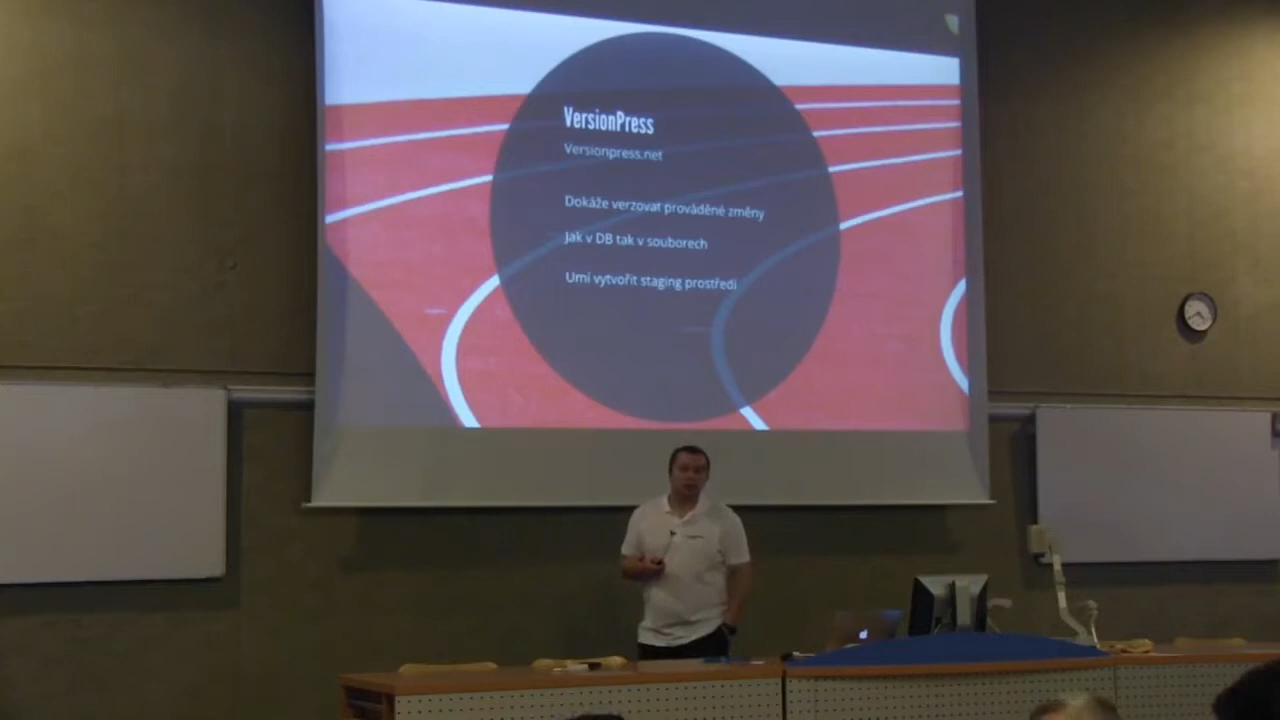 VersionPress
Versionpress.net
Dokáže verzovat prováděné změny
Jak v DB tak v souborech
Umí vytvořit staging prostředí